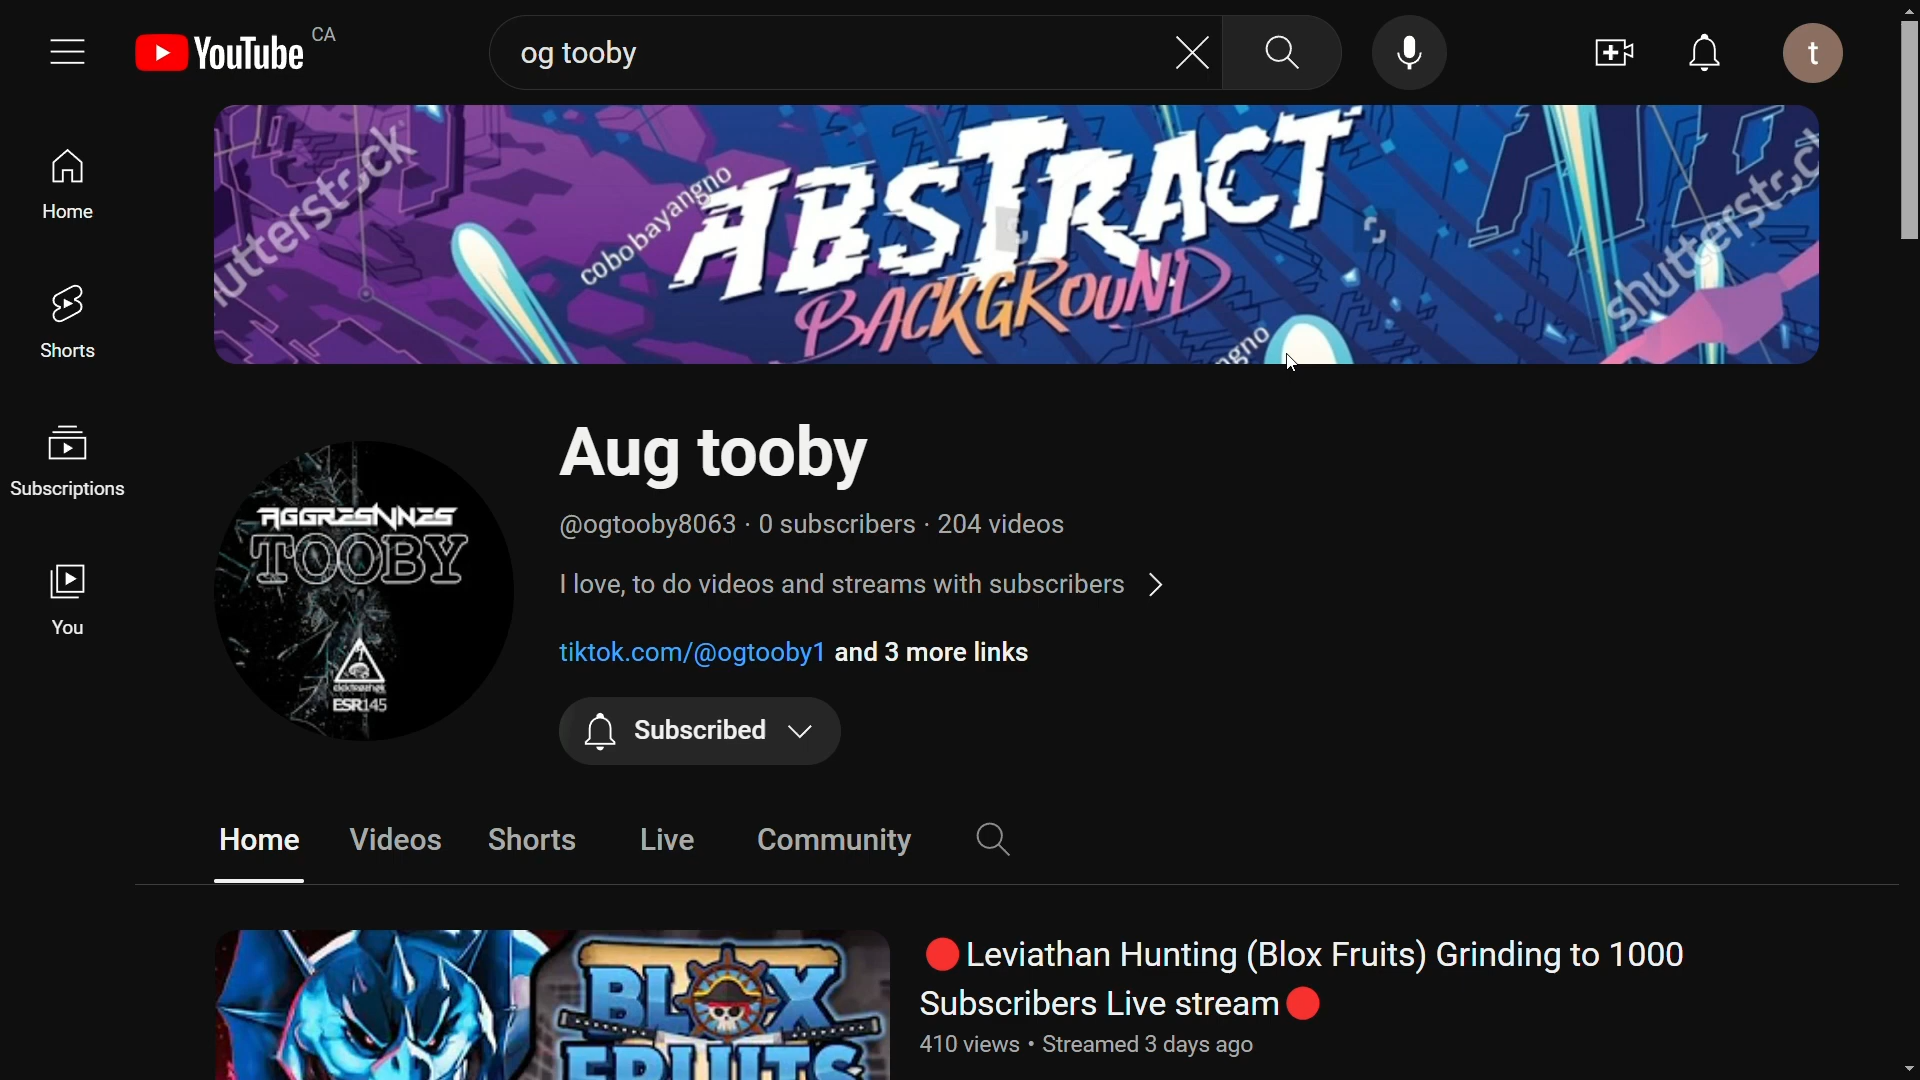 YouTube CA
og tooby
t
Home
Shorts
Subscriptions
You
shutterstock
cobobayangno
ABSTRACT
BACKGROUND
shutterstock
Aug tooby
@ogtooby8063 · 0 subscribers · 204 videos
I love, to do videos and streams with subscribers
tiktok.com/@ogtooby1 and 3 more links
AGGRESIVNES
TOOBY
ESR145
Subscribed
Home Videos Shorts Live Community
🔴Leviathan Hunting (Blox Fruits) Grinding to 1000
Subscribers Live stream🔴
410 views • Streamed 3 days ago
BLOX
FRUITS